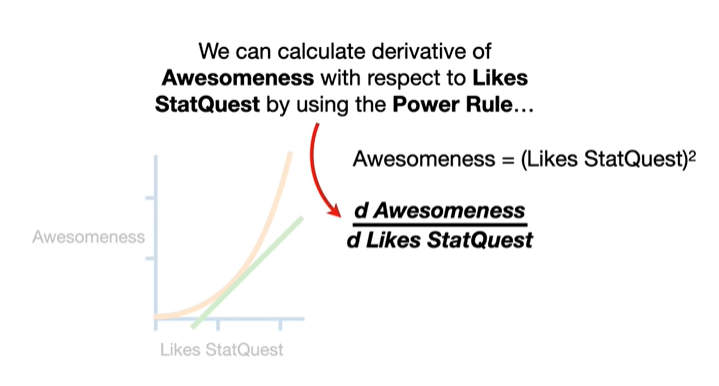 We can calculate derivative of
Awesomeness with respect to Likes
StatQuest by using the Power Rule...
Awesomeness = (Likes StatQuest)²
d Awesomeness
d Likes StatQuest
Awesomeness
Likes StatQuest